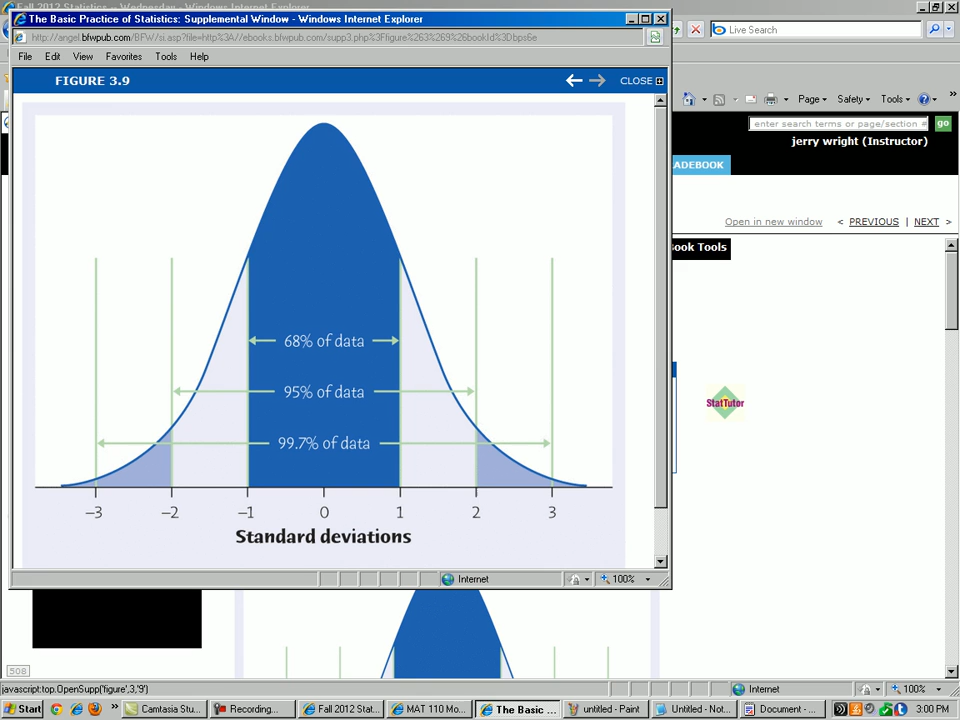 Fall 2012 Statistics -- Wednesday - Windows Internet Explorer
The Basic Practice of Statistics: Supplemental Window - Windows Internet Explorer
http://angel.bfwpub.com/BFW/si.asp?file=http%3A//ebooks.bfwpub.com/supp3.php%3Ffigure%263%269%26bookId%3Dbps6e
Live Search
File Edit View Favorites Tools Help
FIGURE 3.9
CLOSE
Page Safety Tools
enter search terms or page/section #
go
jerry wright (Instructor)
ADEBOOK
Open in new window < PREVIOUS | NEXT >
ook Tools
68% of data
95% of data
99.7% of data
StatTutor
–3 –2 –1 0 1 2 3
Standard deviations
Internet 100%
508
javascript:top.OpenSupp('figure',3,'9') Internet 100%
Start Camtasia Stu... Recording... Fall 2012 Stat... MAT 110 Mo... The Basic ... untitled - Paint Untitled - Not... Document - ... 3:00 PM